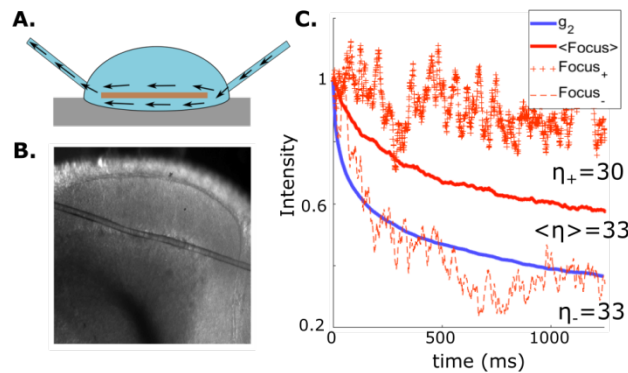 A.
B.
C.
g₂
<Focus>
Focus₊
Focus₋
Intensity
1
0.6
0.2
η₊=30
<η>=33
η₋=33
0
500
1000
time (ms)